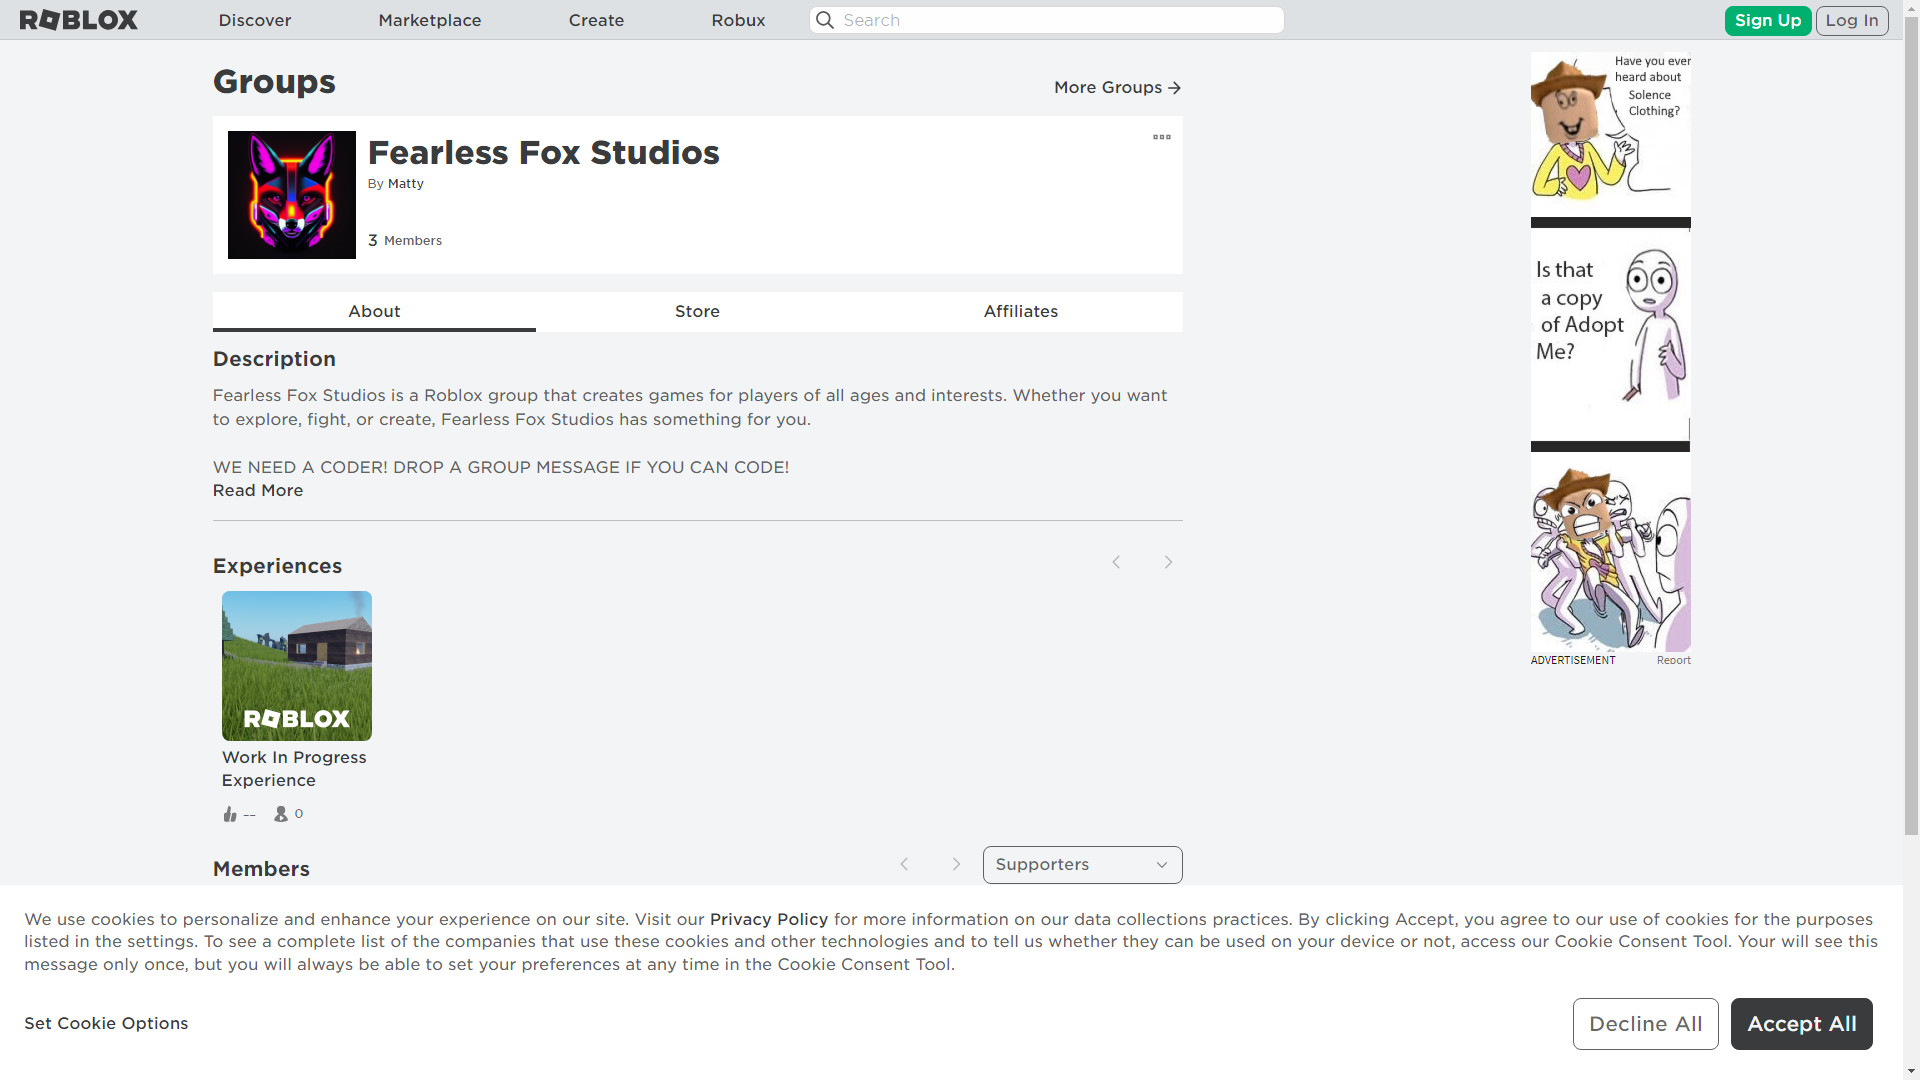 ROBLOX
Discover
Marketplace
Create
Robux
Search
Sign Up
Log In
Groups
More Groups
Fearless Fox Studios
By Matty
3 Members
About
Store
Affiliates
Description
Fearless Fox Studios is a Roblox group that creates games for players of all ages and interests. Whether you want
to explore, fight, or create, Fearless Fox Studios has something for you.
WE NEED A CODER! DROP A GROUP MESSAGE IF YOU CAN CODE!
Read More
Experiences
ROBLOX
Work In Progress
Experience
--
0
Members
Supporters
Have you ever
heard about
Solence
Clothing?
Is that
a copy
of Adopt
Me?
ADVERTISEMENT
Report
We use cookies to personalize and enhance your experience on our site. Visit our Privacy Policy for more information on our data collections practices. By clicking Accept, you agree to our use of cookies for the purposes
listed in the settings. To see a complete list of the companies that use these cookies and other technologies and to tell us whether they can be used on your device or not, access our Cookie Consent Tool. Your will see this
message only once, but you will always be able to set your preferences at any time in the Cookie Consent Tool.
Set Cookie Options
Decline All
Accept All